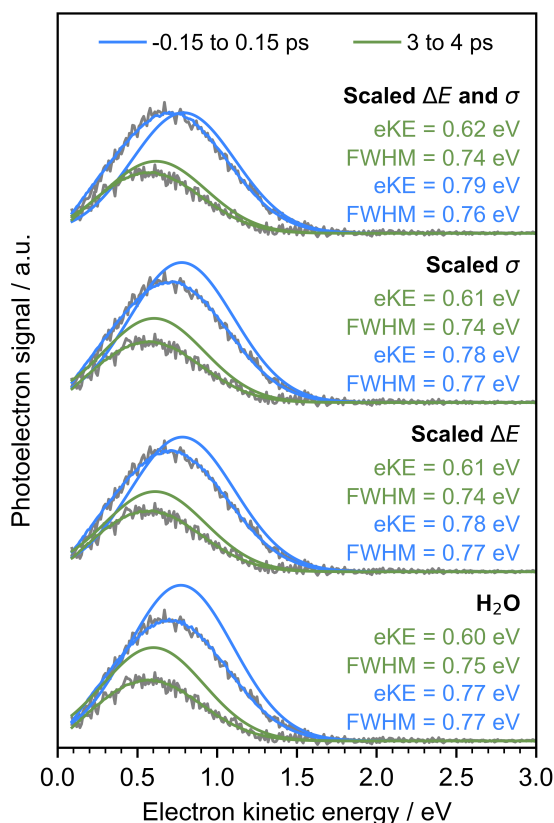 -0.15 to 0.15 ps 3 to 4 ps
Scaled ΔE and σ
eKE = 0.62 eV
FWHM = 0.74 eV
eKE = 0.79 eV
FWHM = 0.76 eV
Scaled σ
eKE = 0.61 eV
FWHM = 0.74 eV
eKE = 0.78 eV
FWHM = 0.77 eV
Scaled ΔE
eKE = 0.61 eV
FWHM = 0.74 eV
eKE = 0.78 eV
FWHM = 0.77 eV
H₂O
eKE = 0.60 eV
FWHM = 0.75 eV
eKE = 0.77 eV
FWHM = 0.77 eV
Photoelectron signal / a.u.
0.0 0.5 1.0 1.5 2.0 2.5 3.0
Electron kinetic energy / eV